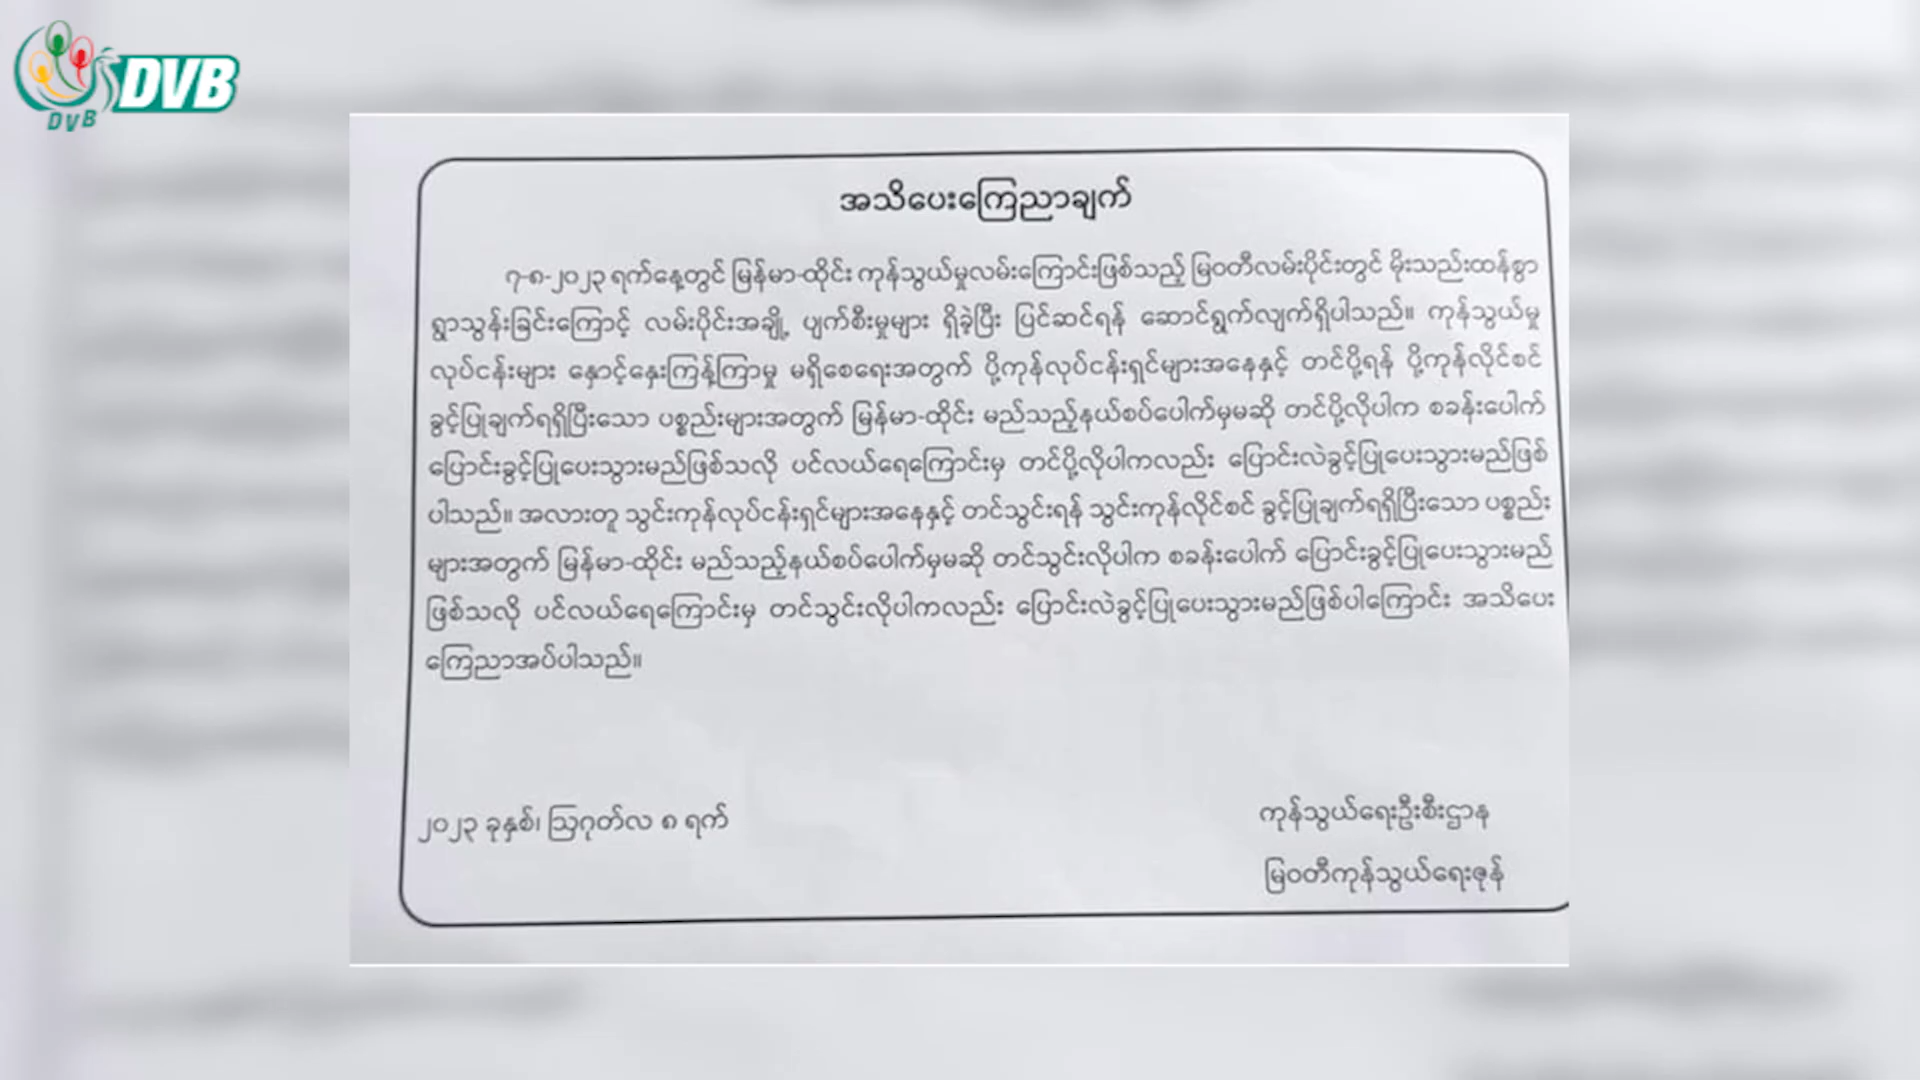 DVB
DVB
အသိပေးကြေညာချက်
၇-၈-၂၀၂၃ ရက်နေ့တွင် မြန်မာ-ထိုင်း ကုန်သွယ်မှုလမ်းကြောင်းဖြစ်သည့် မြဝတီလမ်းပိုင်းတွင် မိုးသည်းထန်စွာ
ရွာသွန်းခြင်းကြောင့် လမ်းပိုင်းအချို့ ပျက်စီးမှုများ ရှိခဲ့ပြီး ပြင်ဆင်ရန် ဆောင်ရွက်လျက်ရှိပါသည်။ ကုန်သွယ်မှု
လုပ်ငန်းများ နှောင့်နှေးကြန့်ကြာမှု မရှိစေရေးအတွက် ပို့ကုန်လုပ်ငန်းရှင်များအနေနှင့် တင်ပို့ရန် ပို့ကုန်လိုင်စင်
ခွင့်ပြုချက်ရရှိပြီးသော ပစ္စည်းများအတွက် မြန်မာ-ထိုင်း မည်သည့်နယ်စပ်ပေါက်မှမဆို တင်ပို့လိုပါက စခန်းပေါက်
ပြောင်းခွင့်ပြုပေးသွားမည်ဖြစ်သလို ပင်လယ်ရေကြောင်းမှ တင်ပို့လိုပါကလည်း ပြောင်းလဲခွင့်ပြုပေးသွားမည်ဖြစ်
ပါသည်။ အလားတူ သွင်းကုန်လုပ်ငန်းရှင်များအနေနှင့် တင်သွင်းရန် သွင်းကုန်လိုင်စင် ခွင့်ပြုချက်ရရှိပြီးသော ပစ္စည်း
များအတွက် မြန်မာ-ထိုင်း မည်သည့်နယ်စပ်ပေါက်မှမဆို တင်သွင်းလိုပါက စခန်းပေါက် ပြောင်းခွင့်ပြုပေးသွားမည်
ဖြစ်သလို ပင်လယ်ရေကြောင်းမှ တင်သွင်းလိုပါကလည်း ပြောင်းလဲခွင့်ပြုပေးသွားမည်ဖြစ်ပါကြောင်း အသိပေး
ကြေညာအပ်ပါသည်။
၂၀၂၃ ခုနှစ်၊ ဩဂုတ်လ ၈ ရက်
ကုန်သွယ်ရေးဦးစီးဌာန
မြဝတီကုန်သွယ်ရေးဇုန်